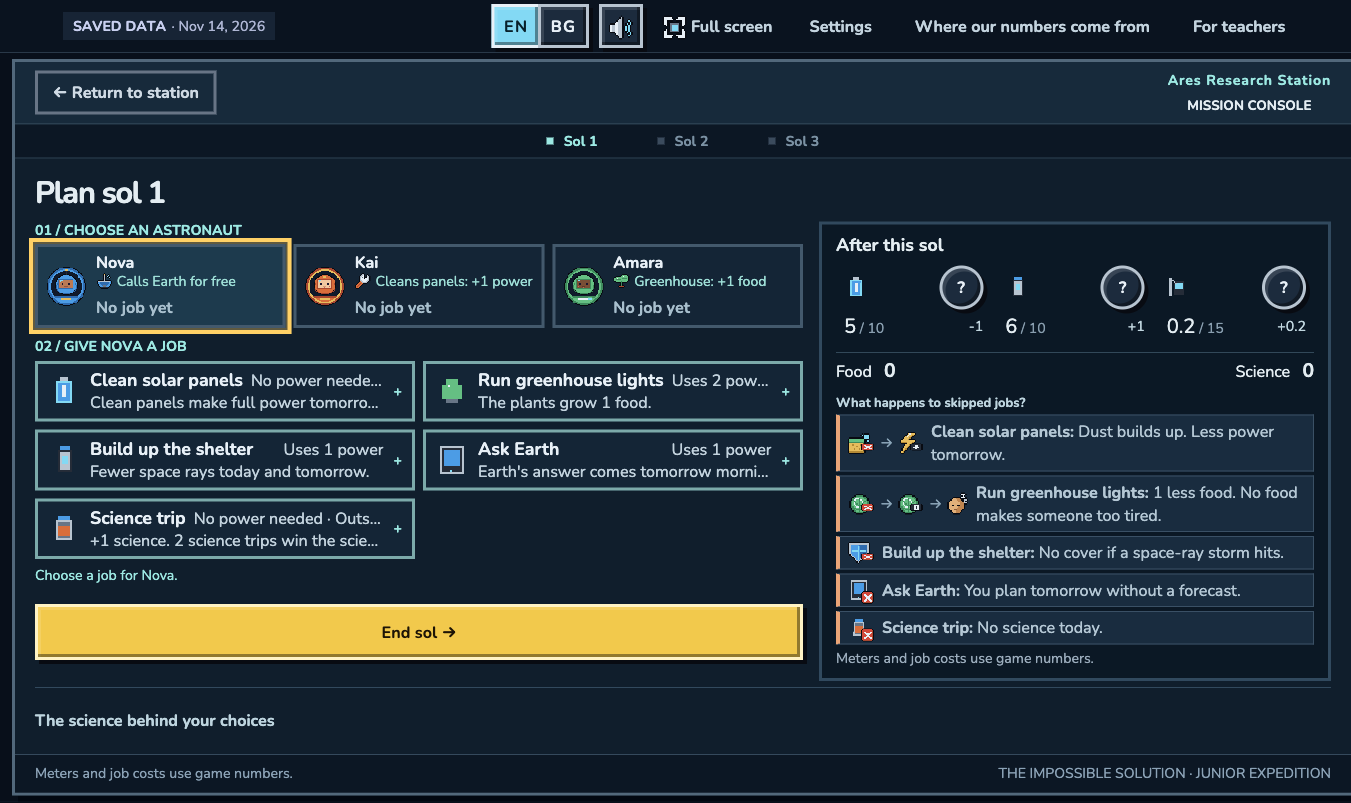 SAVED DATA · Nov 14, 2026
EN BG
Full screen
Settings
Where our numbers come from
For teachers
← Return to station
Ares Research Station
MISSION CONSOLE
Sol 1
Sol 2
Sol 3
Plan sol 1
01 / CHOOSE AN ASTRONAUT
Nova
Calls Earth for free
No job yet
Kai
Cleans panels: +1 power
No job yet
Amara
Greenhouse: +1 food
No job yet
02 / GIVE NOVA A JOB
Clean solar panels No power neede...
Clean panels make full power tomorro... +
Run greenhouse lights Uses 2 pow...
The plants grow 1 food. +
Build up the shelter Uses 1 power
Fewer space rays today and tomorrow. +
Ask Earth Uses 1 power
Earth's answer comes tomorrow morni... +
Science trip No power needed · Outs...
+1 science. 2 science trips win the scie... +
Choose a job for Nova.
End sol →
After this sol
? ? ?
5 / 10 -1
6 / 10 +1
0.2 / 15 +0.2
Food 0
Science 0
What happens to skipped jobs?
Clean solar panels: Dust builds up. Less power
tomorrow.
Run greenhouse lights: 1 less food. No food
makes someone too tired.
Build up the shelter: No cover if a space-ray storm hits.
Ask Earth: You plan tomorrow without a forecast.
Science trip: No science today.
Meters and job costs use game numbers.
The science behind your choices
Meters and job costs use game numbers.
THE IMPOSSIBLE SOLUTION · JUNIOR EXPEDITION